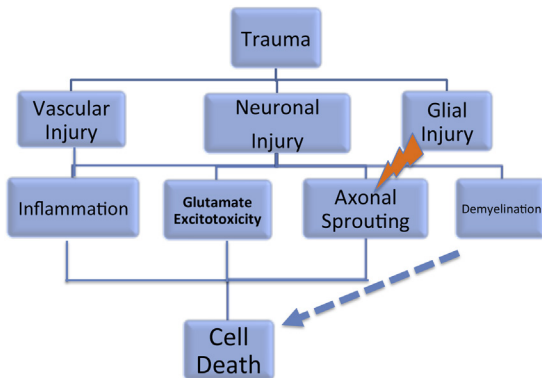 Trauma
Vascular
Injury
Neuronal
Injury
Glial
Injury
Inflammation
Glutamate
Excitotoxicity
Axonal
Sprouting
Demyelination
Cell
Death